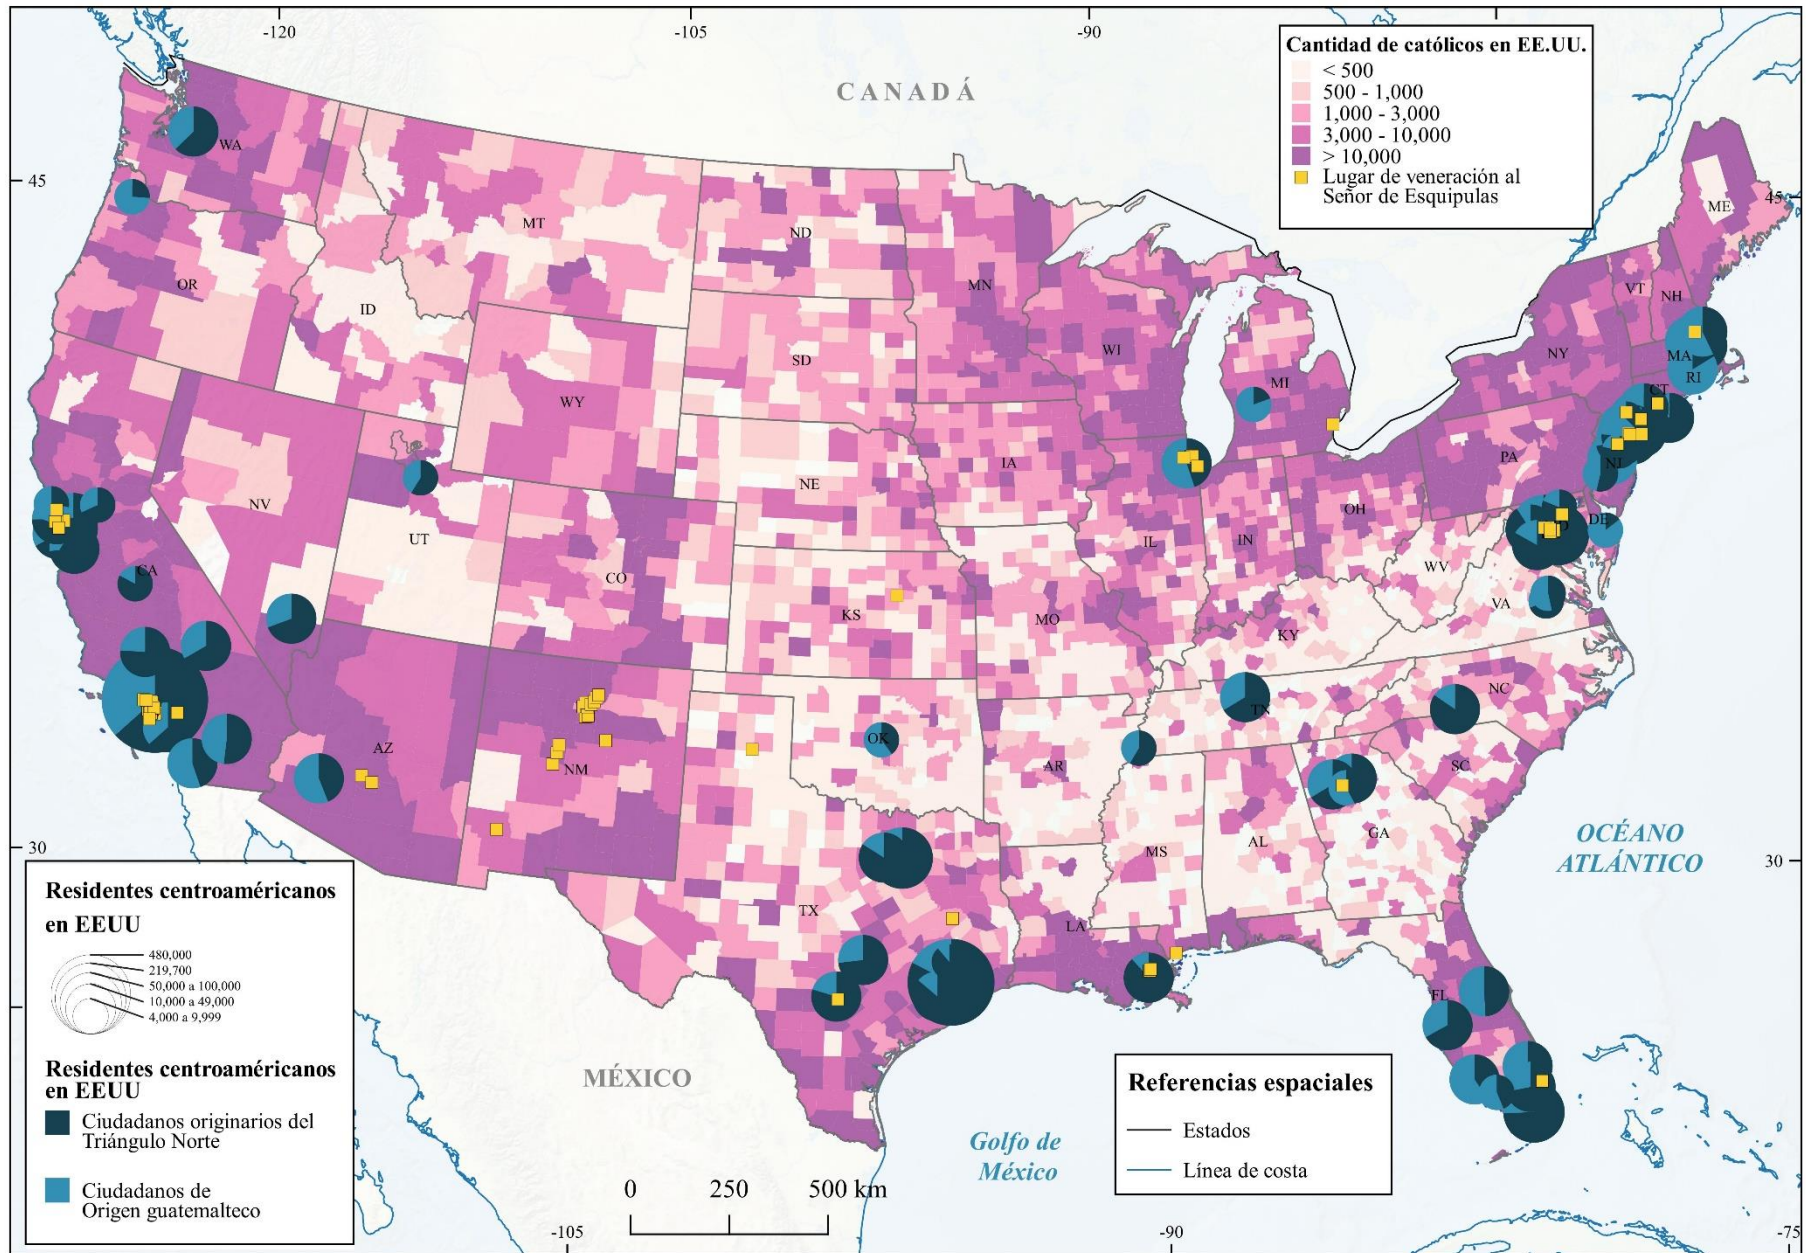 -120
-105
-90
CANADÁ
Cantidad de católicos en EE.UU.
< 500
500 - 1,000
1,000 - 3,000
3,000 - 10,000
> 10,000
Lugar de veneración al
Señor de Esquipulas
45
45
WA
MT
ND
MN
ME
OR
ID
SD
WI
MI
VT
NH
NY
MA
RI
CT
WY
IA
PA
NJ
NV
UT
NE
IL
IN
OH
DE
CA
CO
KS
MO
WV
VA
KY
AZ
NM
OK
AR
TN
NC
SC
TX
MS
AL
GA
LA
FL
OCÉANO
ATLÁNTICO
30
30
Residentes centroaméricanos
en EEUU
480,000
219,700
50,000 a 100,000
10,000 a 49,000
4,000 a 9,999
Residentes centroaméricanos
en EEUU
Ciudadanos originarios del
Triángulo Norte
Ciudadanos de
Origen guatemalteco
MÉXICO
Golfo de
México
Referencias espaciales
Estados
Línea de costa
0 250 500 km
-105
-90
-75